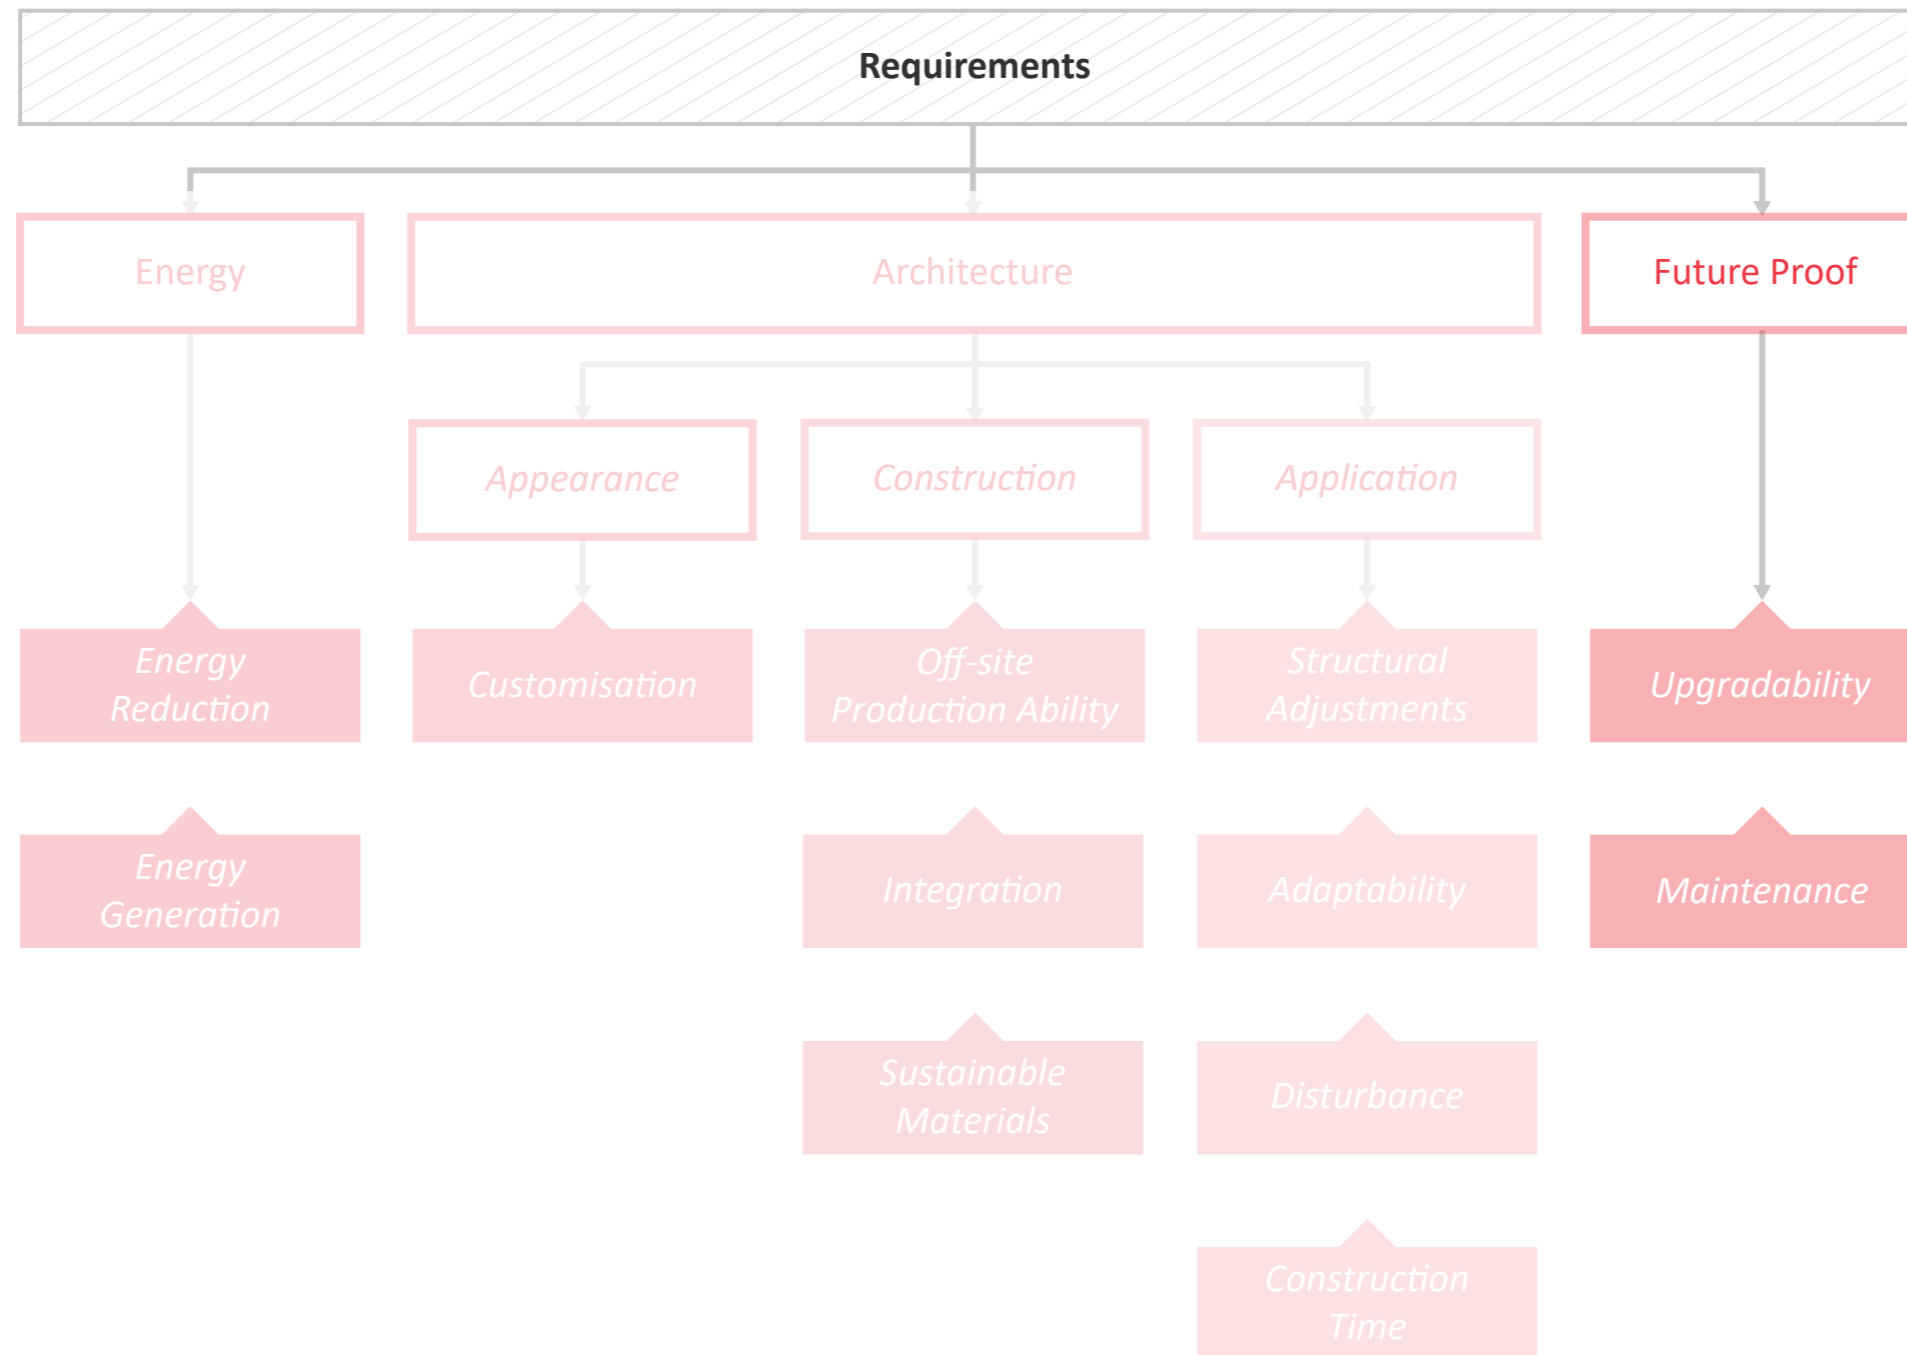 Requirements
Energy
Architecture
Future Proof
Appearance
Construction
Application
Energy
Reduction
Customisation
Off-site
Production Ability
Structural
Adjustments
Upgradability
Energy
Generation
Integration
Adaptability
Maintenance
Sustainable
Materials
Disturbance
Construction
Time